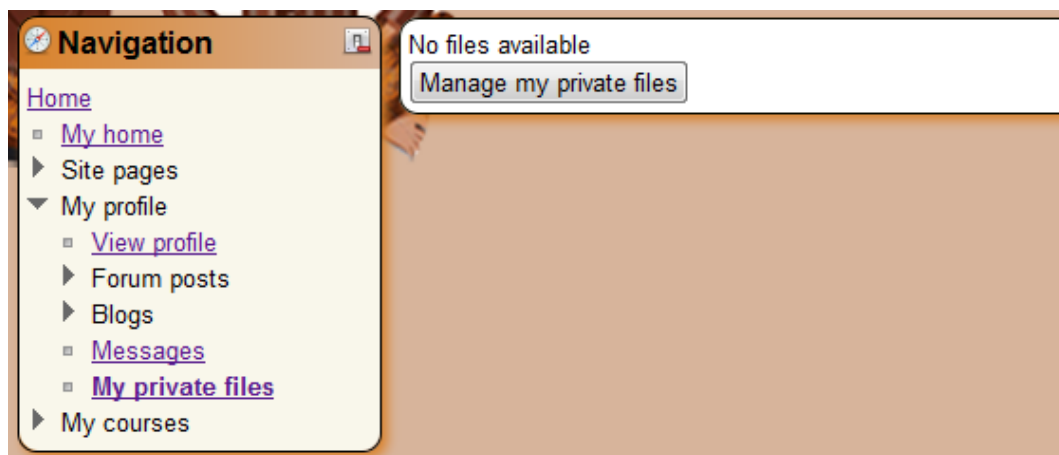 Navigation
Home
My home
Site pages
My profile
View profile
Forum posts
Blogs
Messages
My private files
My courses
No files available
Manage my private files